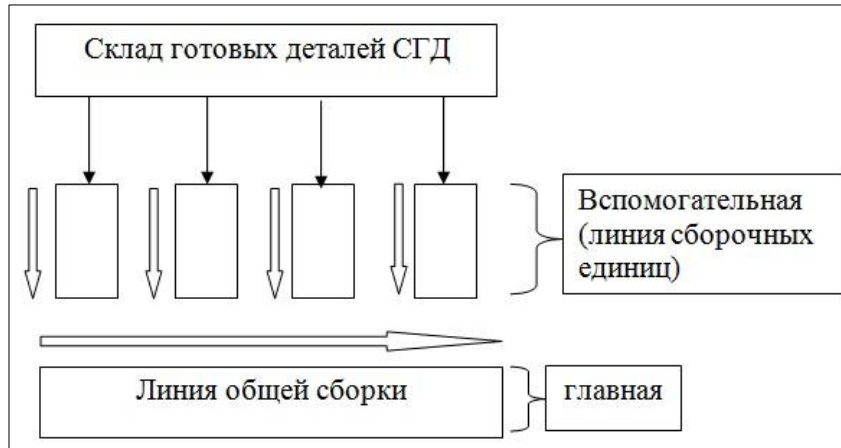 Склад готовых деталей СГД
Вспомогательная
(линия сборочных
единиц)
Линия общей сборки
главная